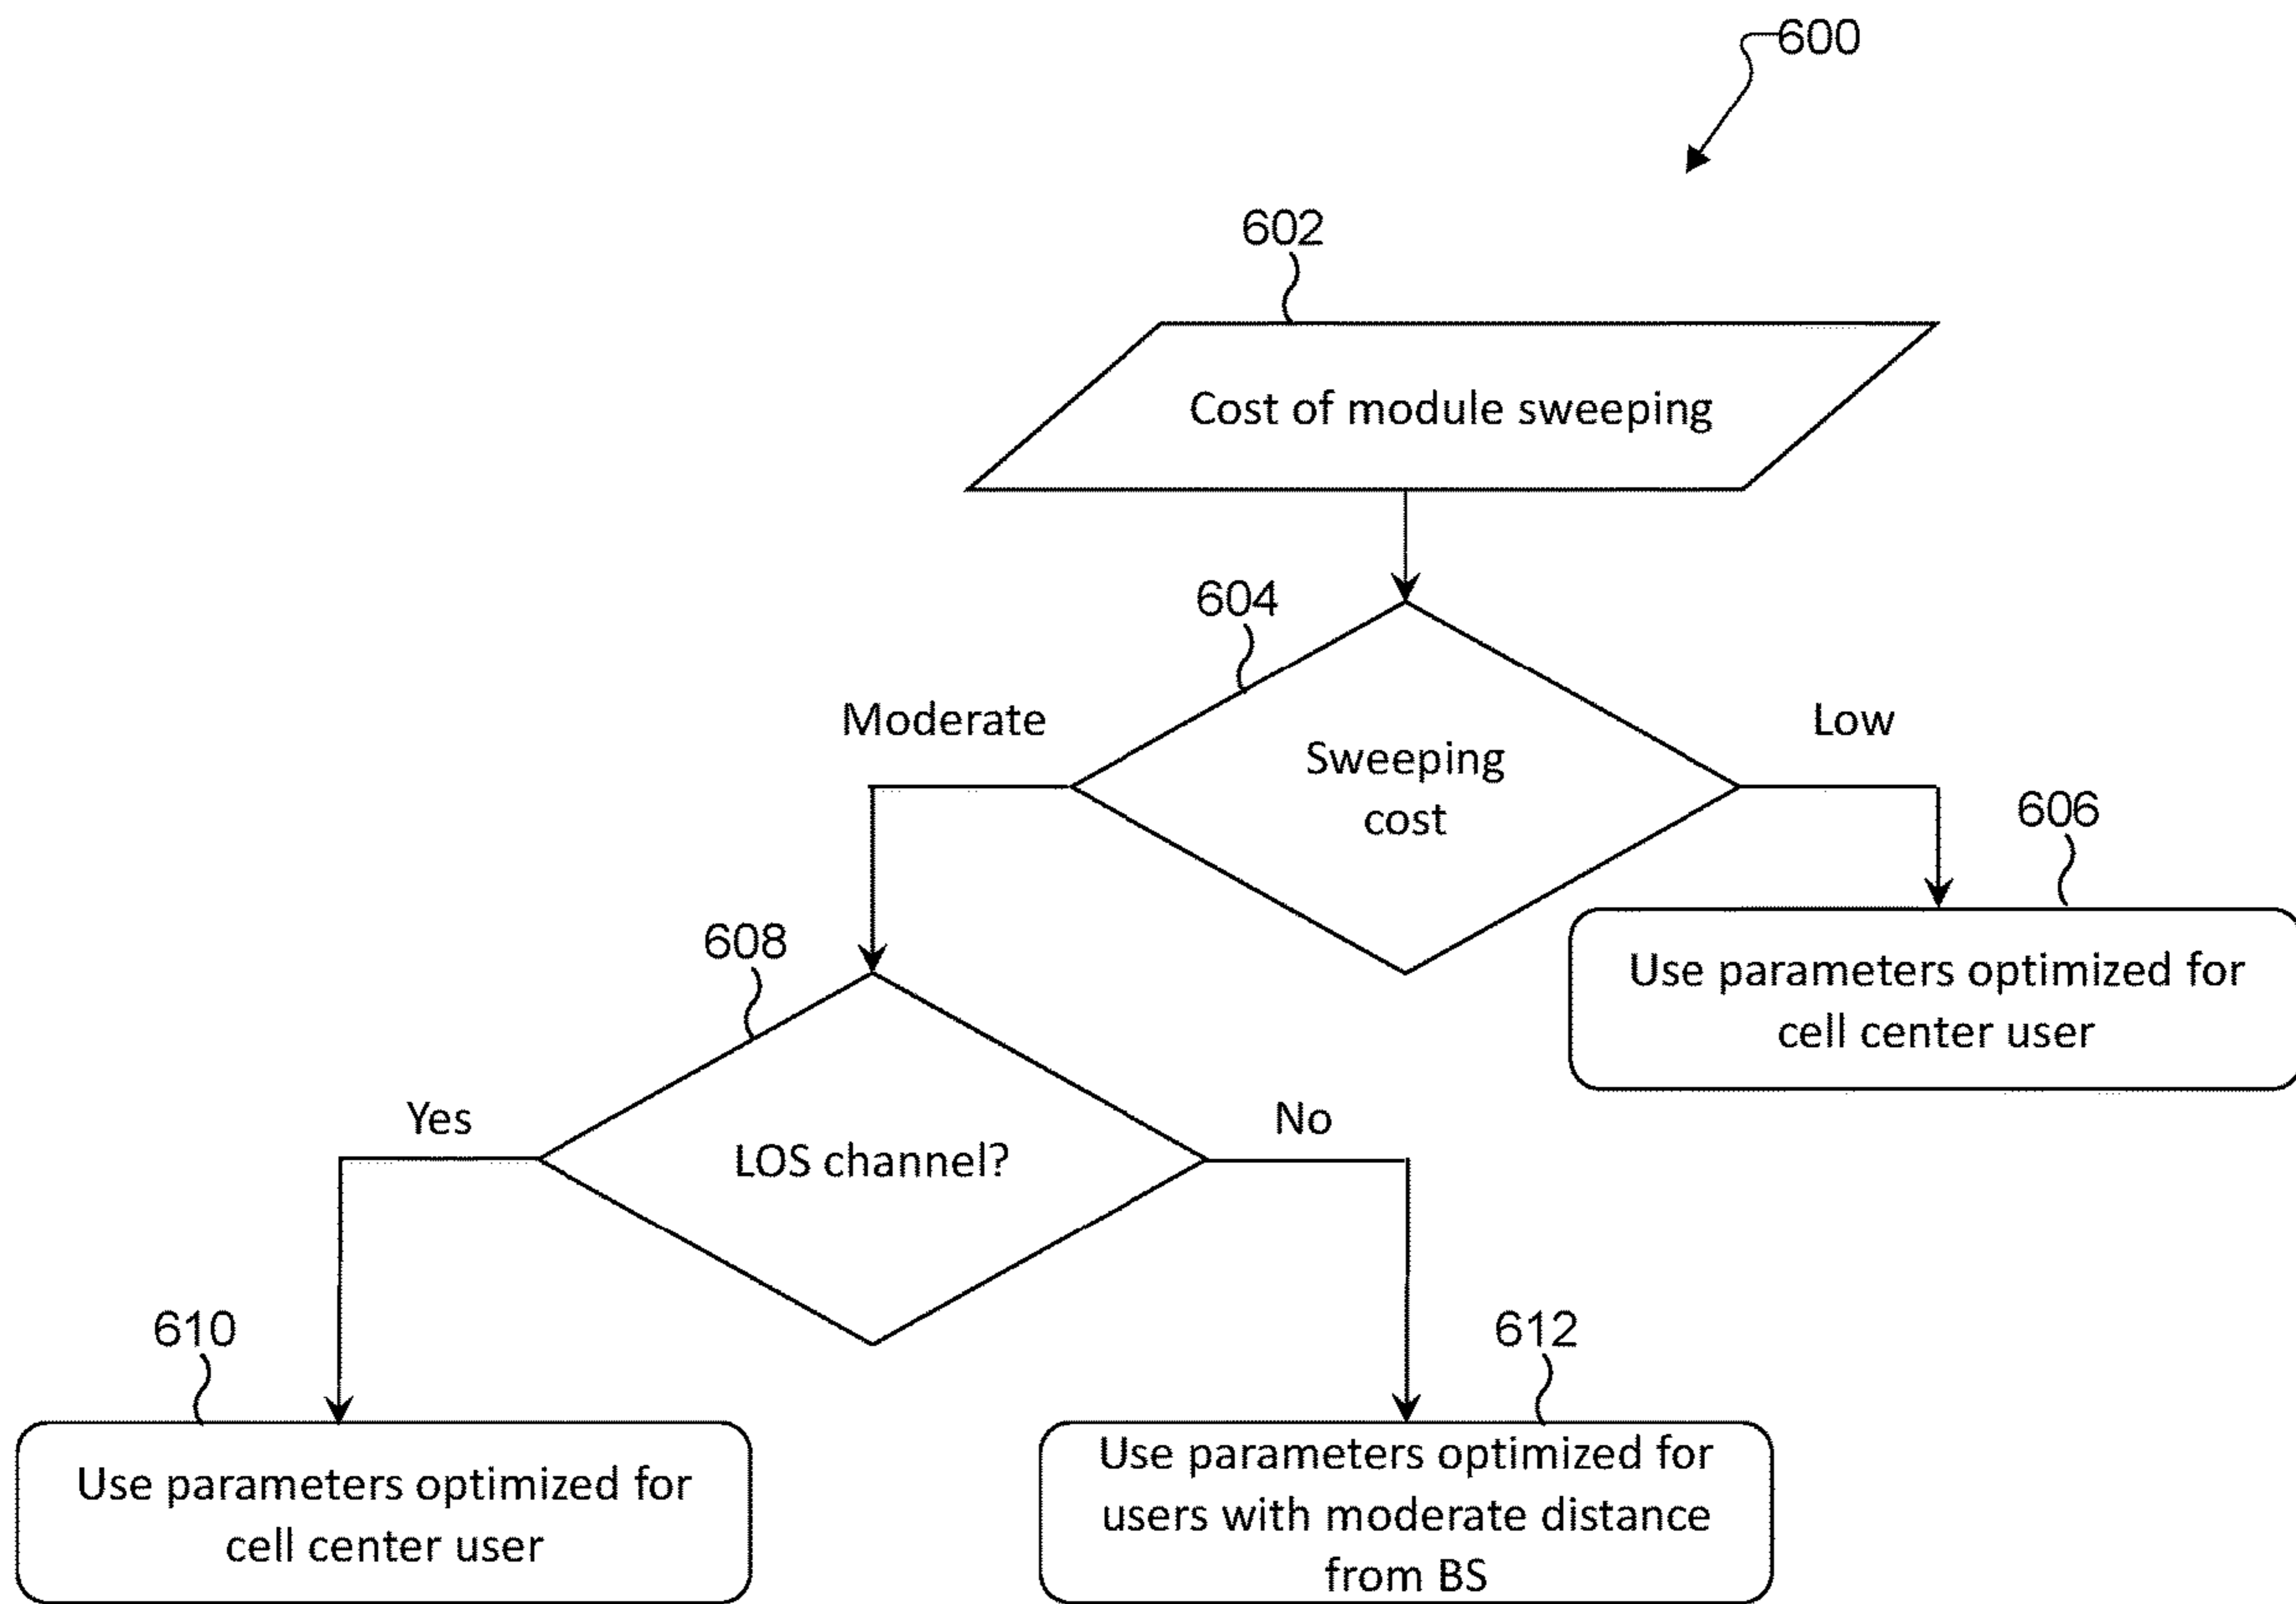 600
602
Cost of module sweeping
604
Moderate
Low
Sweeping
cost
606
Use parameters optimized for
cell center user
608
Yes
No
LOS channel?
610
Use parameters optimized for
cell center user
612
Use parameters optimized for
users with moderate distance
from BS